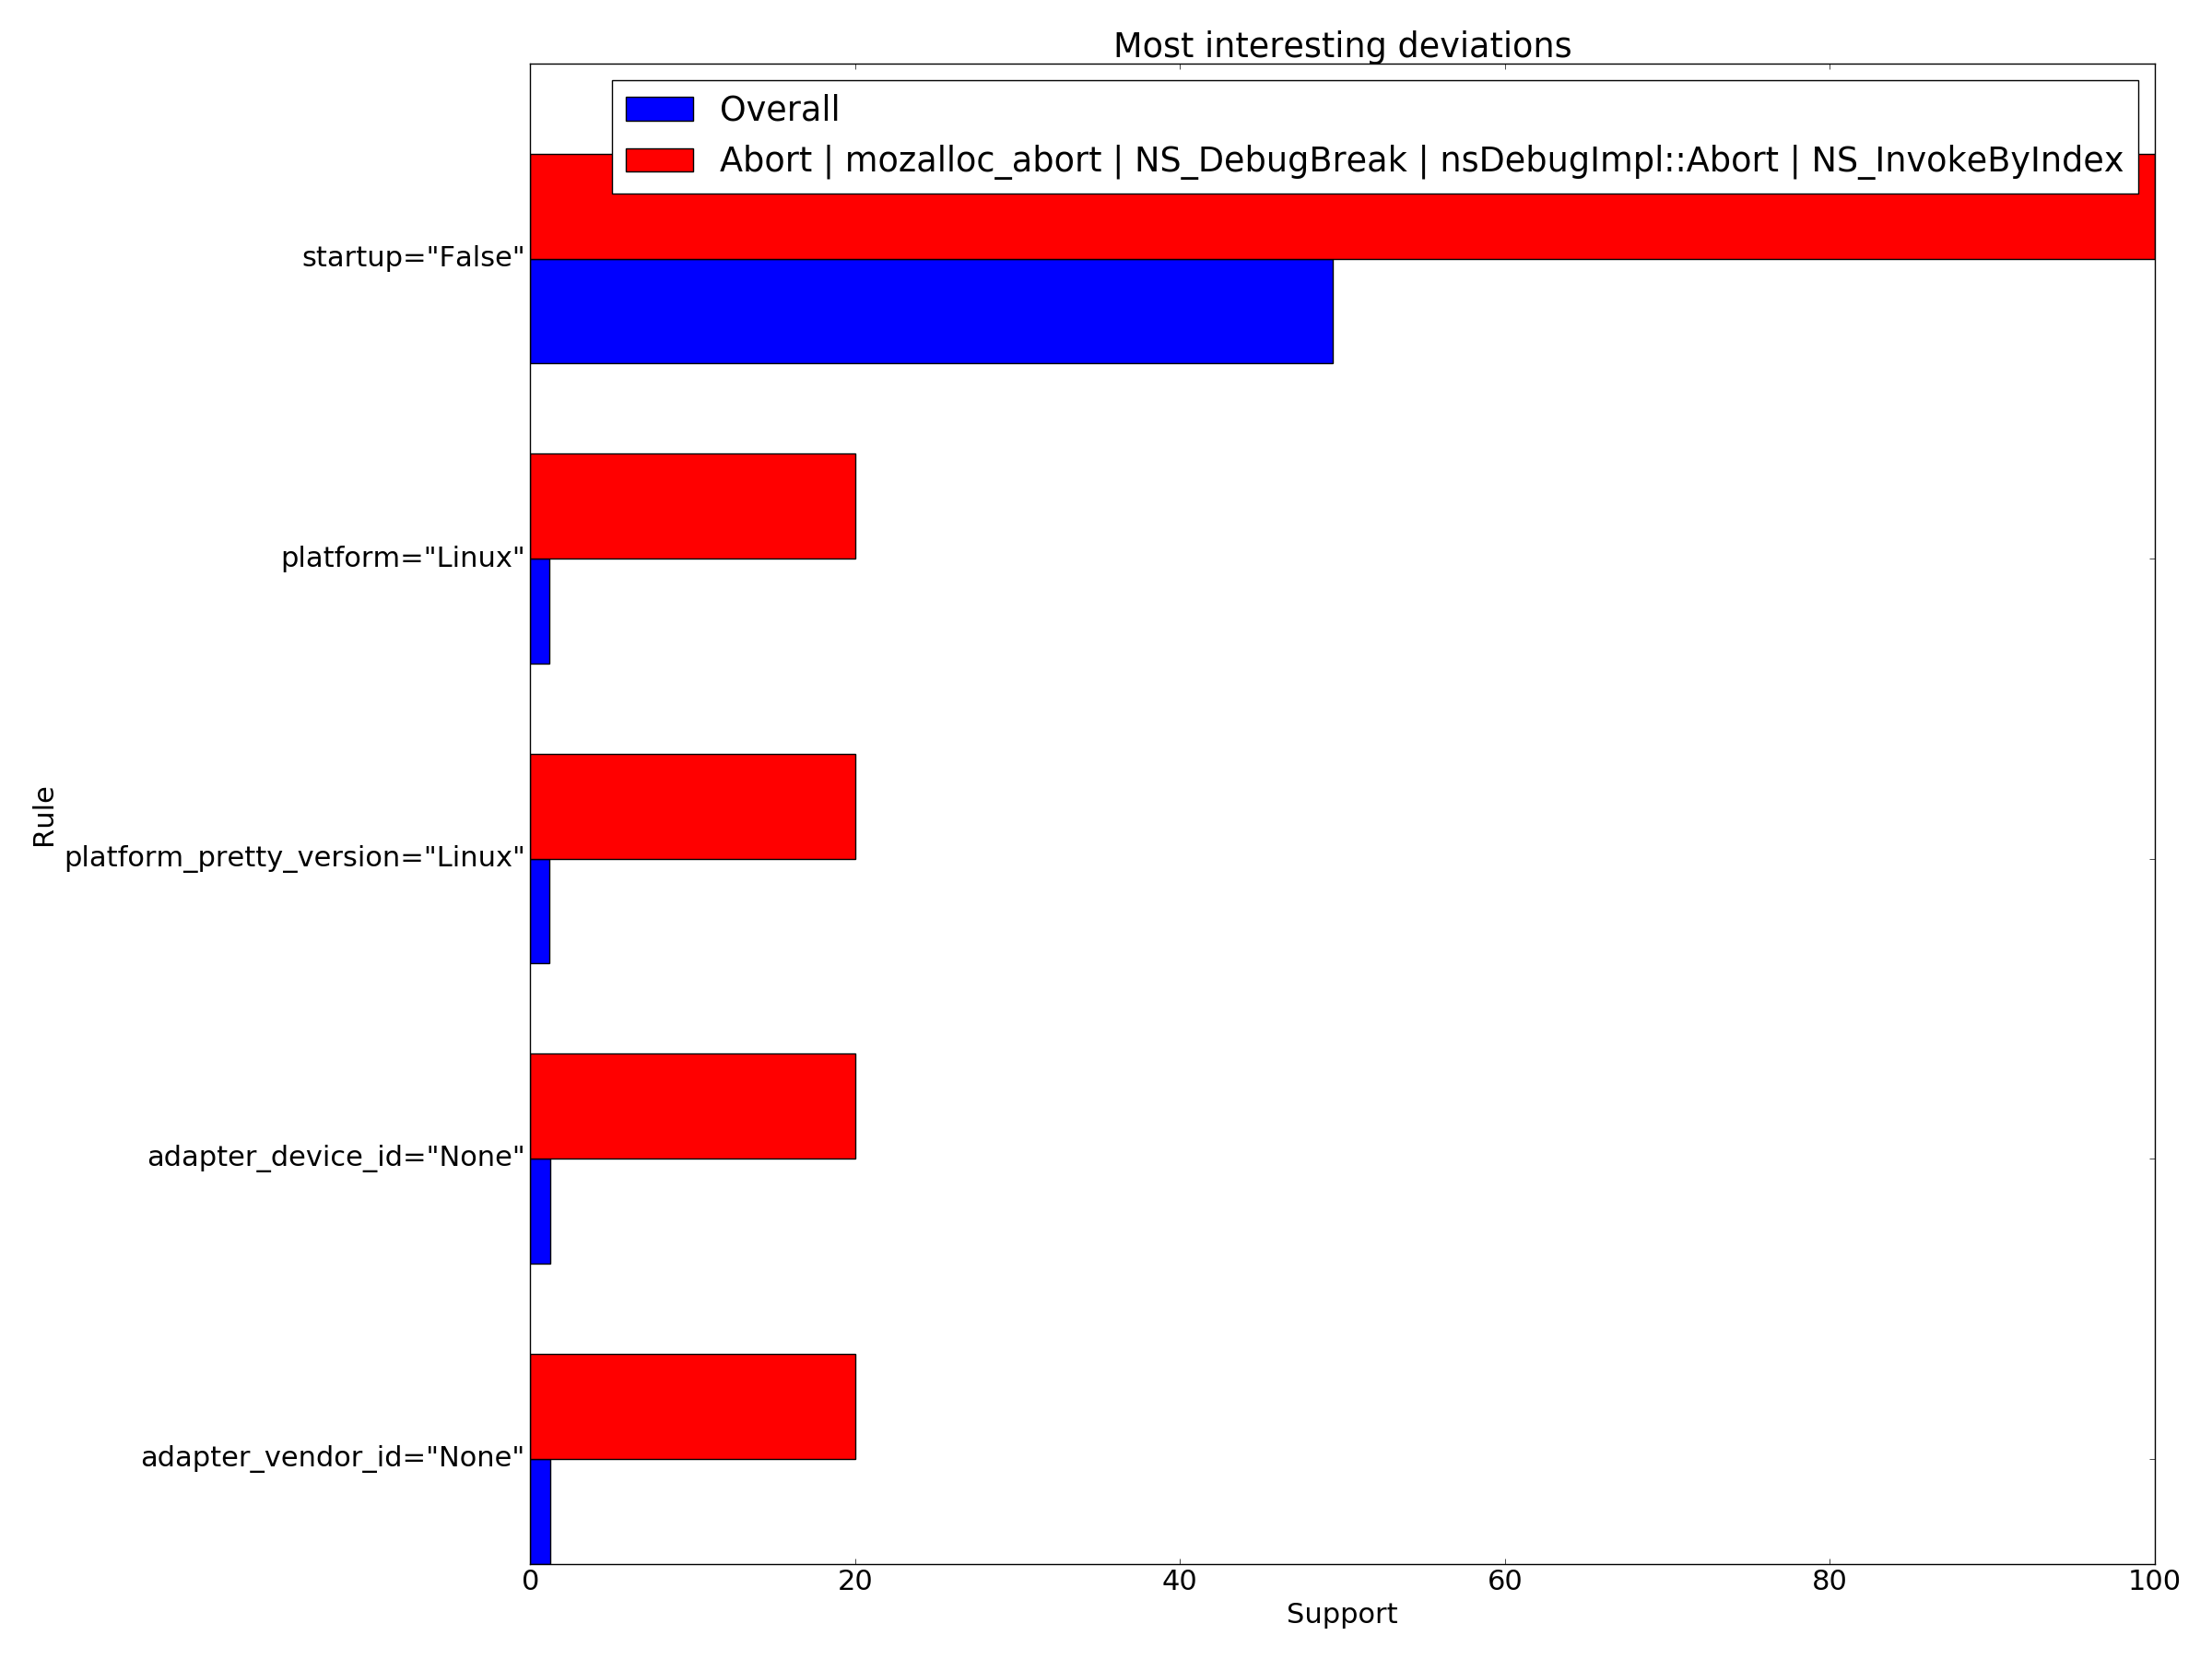 Most interesting deviations
Overall
Abort | mozalloc_abort | NS_DebugBreak | nsDebugImpl::Abort | NS_InvokeByIndex
startup="False"
platform="Linux"
platform_pretty_version="Linux"
adapter_device_id="None"
adapter_vendor_id="None"
Rule
0 20 40 60 80 100
Support